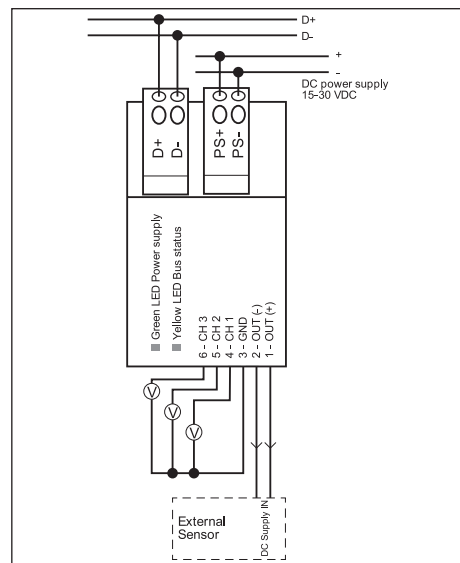 D+
D-
+
-
DC power supply
15-30 VDC
D+
D-
PS+
PS-
Green LED Power supply
Yellow LED Bus status
6 - CH 3
5 - CH 2
4 - CH 1
3 - GND
2 - OUT (-)
1 - OUT (+)
V
V
V
External
Sensor
DC Supply IN